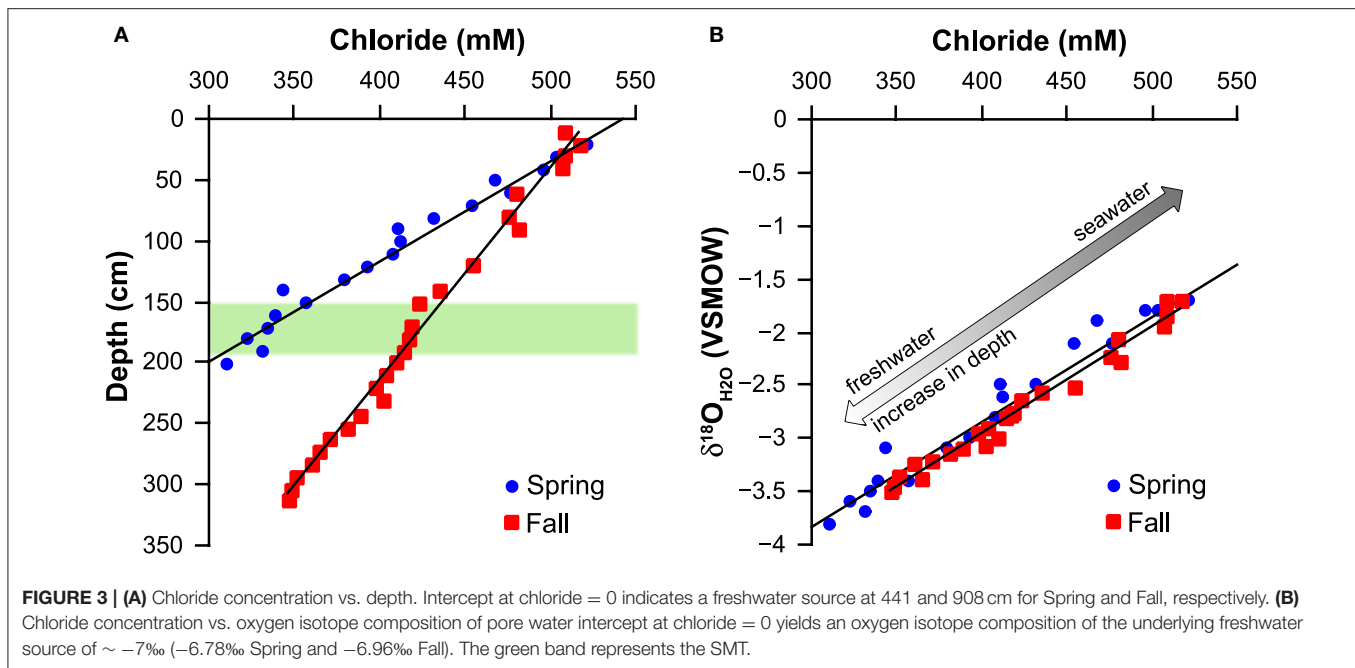 A
Chloride (mM)
300 350 400 450 500 550
0
50
100
150
200
250
300
350
Depth (cm)
Spring
Fall
B
Chloride (mM)
300 350 400 450 500 550
0
−0.5
−1
−1.5
−2
−2.5
−3
−3.5
−4
δ¹⁸O_H2O (VSMOW)
seawater
freshwater
increase in depth
Spring
Fall
FIGURE 3 | (A) Chloride concentration vs. depth. Intercept at chloride = 0 indicates a freshwater source at 441 and 908 cm for Spring and Fall, respectively. (B)
Chloride concentration vs. oxygen isotope composition of pore water intercept at chloride = 0 yields an oxygen isotope composition of the underlying freshwater
source of ∼ −7‰ (−6.78‰ Spring and −6.96‰ Fall). The green band represents the SMT.